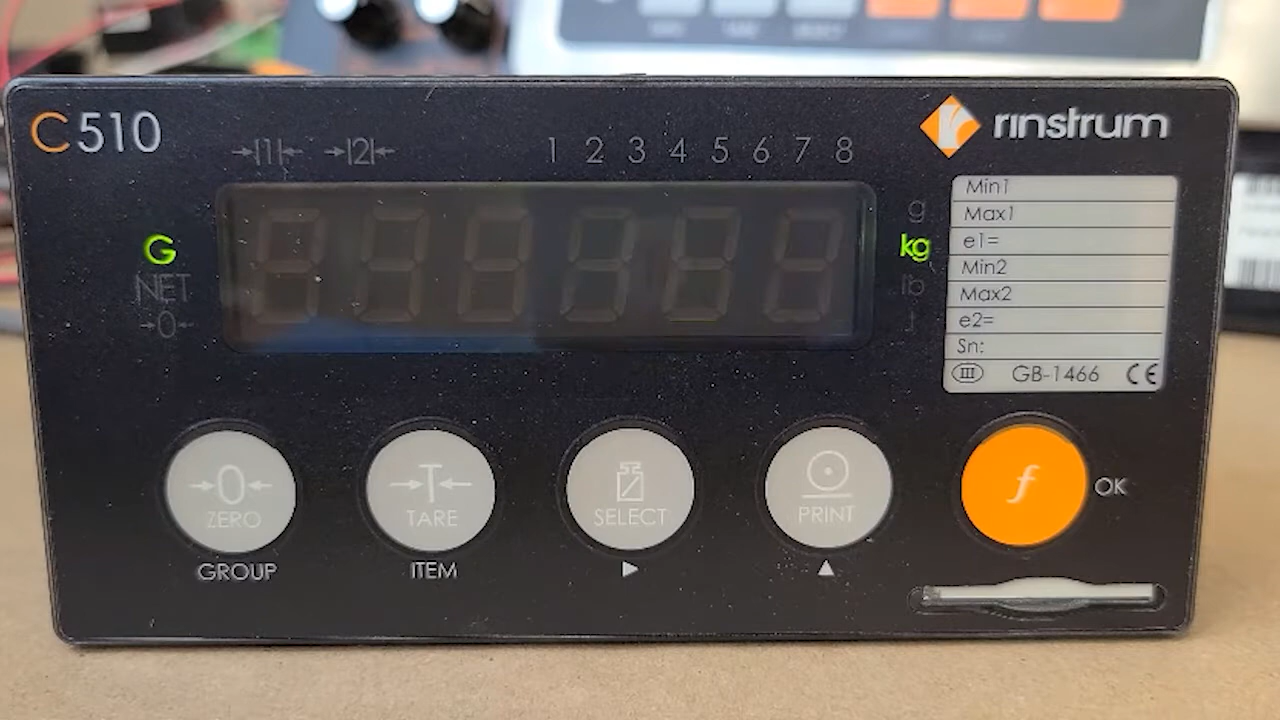 C510
1 2
1 2 3 4 5 6 7 8
rinstrum
Min1
Max1
e1=
Min2
Max2
e2=
Sn:
III GB-1466 CE
G
NET
0
g
kg
lb
0 ZERO
T TARE
SELECT
PRINT
f
OK
GROUP
ITEM